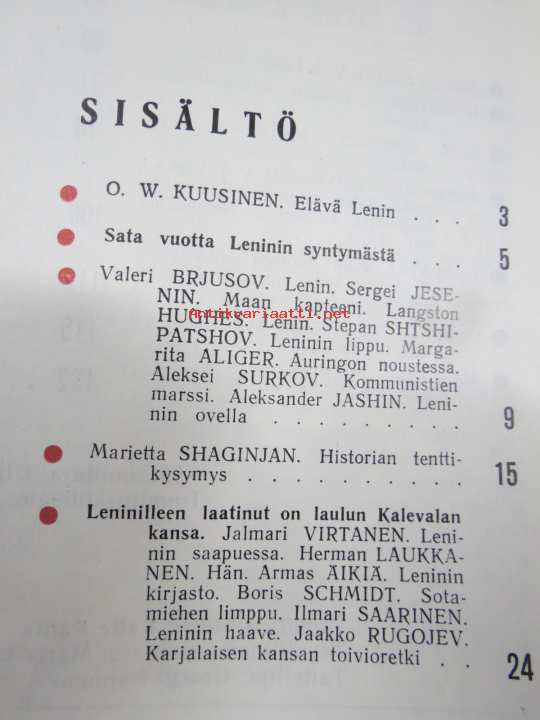 SISÄLTÖ
O. W. KUUSINEN. Elävä Lenin . . . 3
Sata vuotta Leninin syntymästä . . . 5
Valeri BRJUSOV. Lenin. Sergei JESE-
NIN. Maan kapteeni. Langston
HUGHES. Lenin. Stepan SHTSHI-
PATSHOV. Leninin lippu. Marga-
rita ALIGER. Auringon noustessa.
Aleksei SURKOV. Kommunistien
marssi. Aleksander JASHIN. Leni-
nin ovella . . . . . . . . . 9
Marietta SHAGINJAN. Historian tentti-
kysymys . . . . . . . . . . 15
Leninilleen laatinut on laulun Kalevalan
kansa. Jalmari VIRTANEN. Leni-
nin saapuessa. Herman LAUKKA-
NEN. Hän. Armas ÄIKIÄ. Leninin
kirjasto. Boris SCHMIDT. Sota-
miehen limppu. Ilmari SAARINEN.
Leninin haave. Jaakko RUGOJEV.
Karjalaisen kansan toivioretki . . 24
Antikvariaatti.net